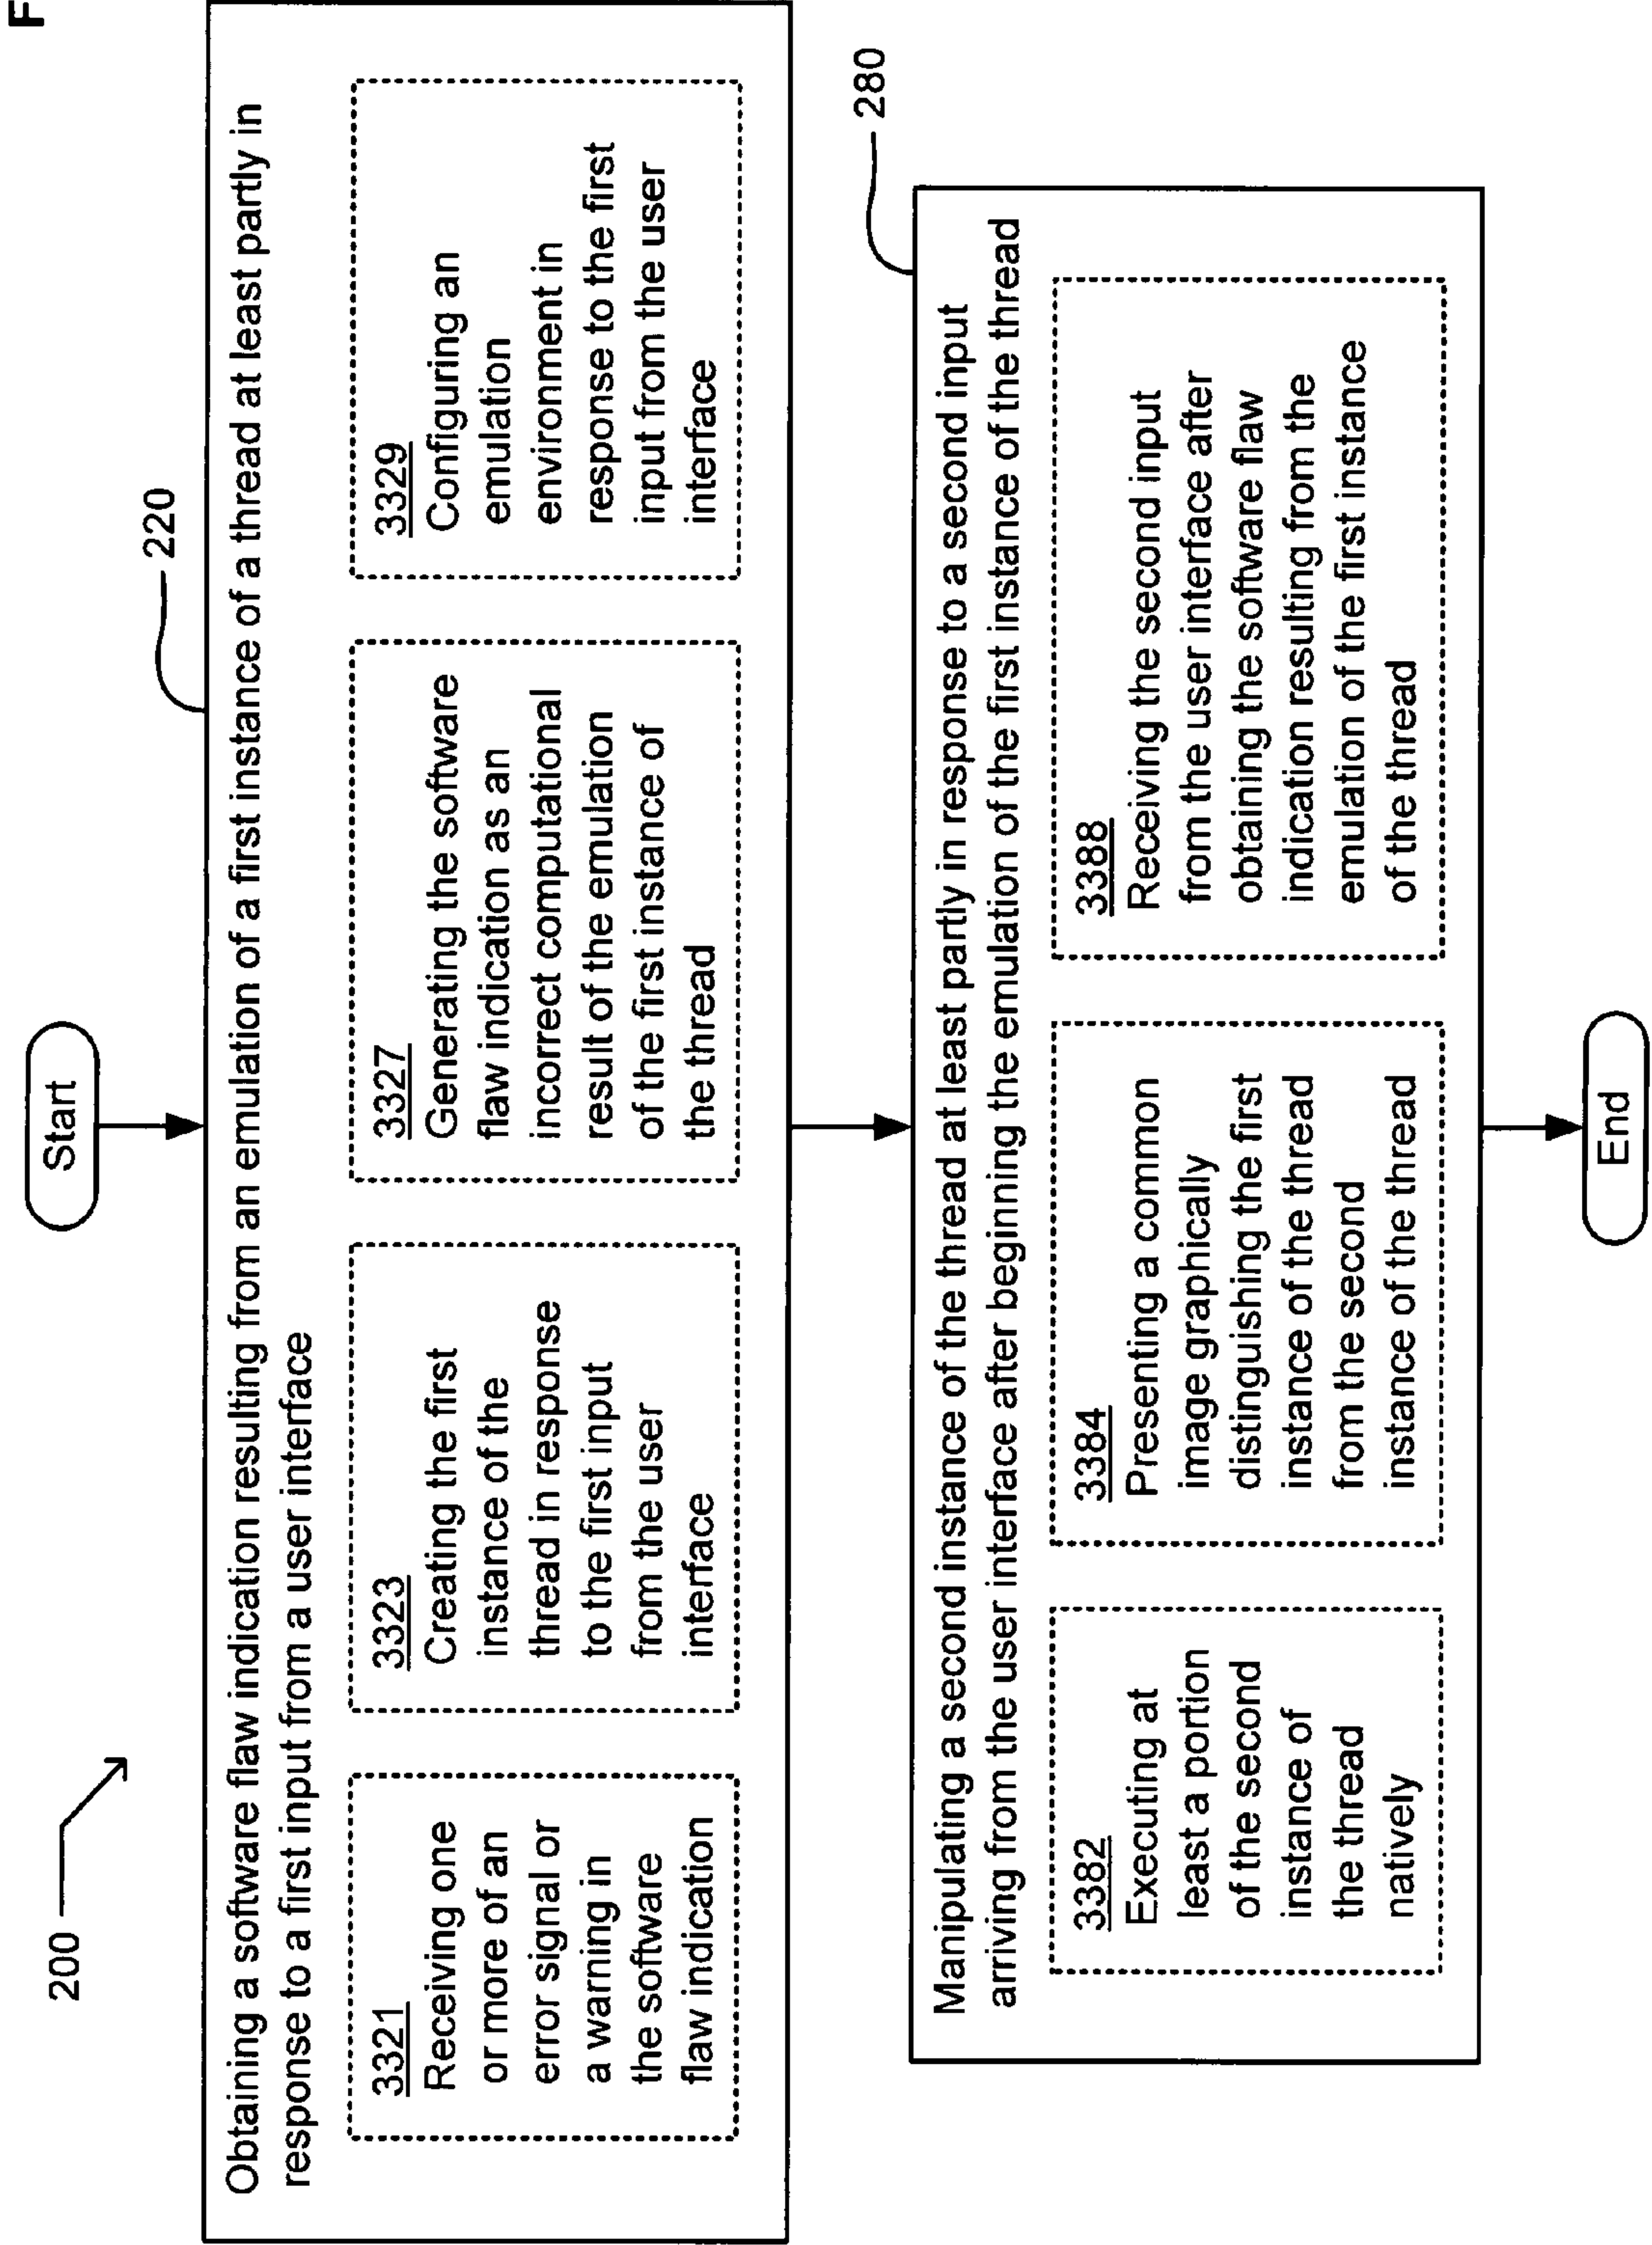 F
200
Start
220
Obtaining a software flaw indication resulting from an emulation of a first instance of a thread at least partly in
response to a first input from a user interface
3321
Receiving one
or more of an
error signal or
a warning in
the software
flaw indication
3323
Creating the first
instance of the
thread in response
to the first input
from the user
interface
3327
Generating the software
flaw indication as an
incorrect computational
result of the emulation
of the first instance of
the thread
3329
Configuring an
emulation
environment in
response to the first
input from the user
interface
280
Manipulating a second instance of the thread at least partly in response to a second input
arriving from the user interface after beginning the emulation of the first instance of the thread
3382
Executing at
least a portion
of the second
instance of
the thread
natively
3384
Presenting a common
image graphically
distinguishing the first
instance of the thread
from the second
instance of the thread
3388
Receiving the second input
from the user interface after
obtaining the software flaw
indication resulting from the
emulation of the first instance
of the thread
End